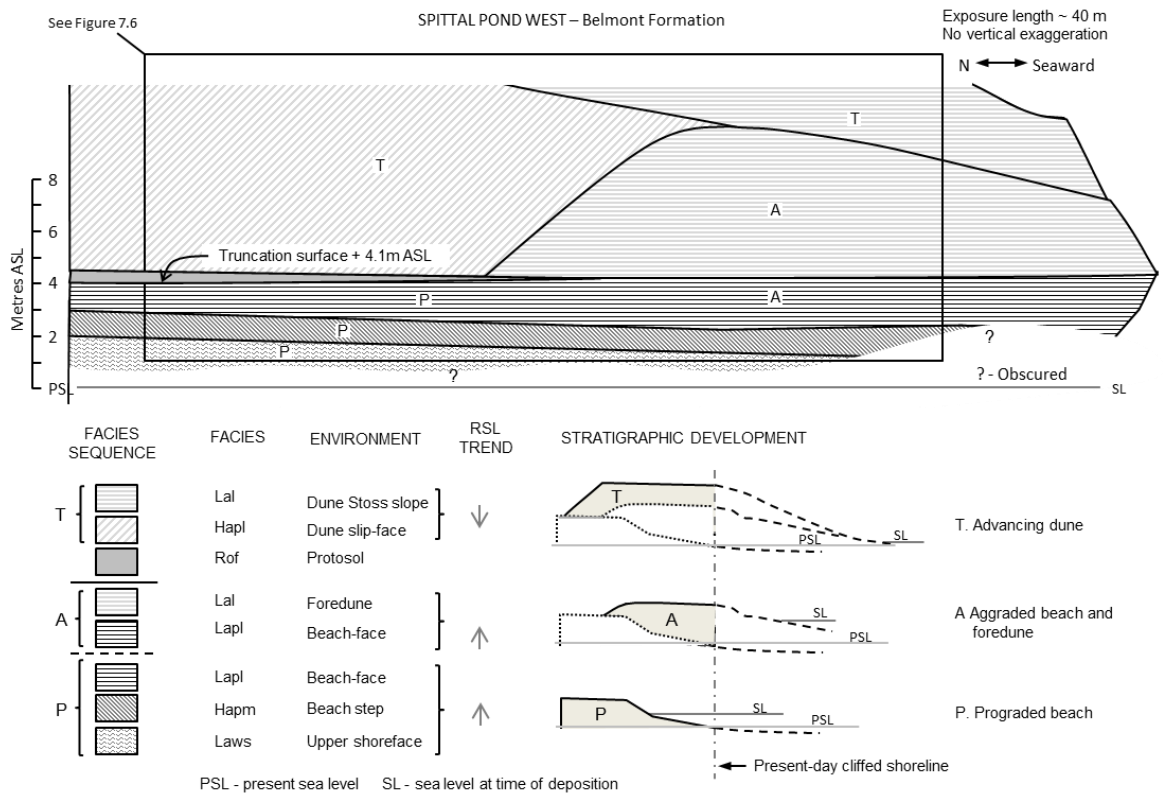 See Figure 7.6
SPITTAL POND WEST – Belmont Formation
Exposure length ~ 40 m
No vertical exaggeration
N Seaward
T
T
A
Truncation surface + 4.1m ASL
P
A
P
P
?
?
? - Obscured
Metres ASL
8
6
4
2
PSL
SL
FACIES SEQUENCE
FACIES
ENVIRONMENT
RSL TREND
STRATIGRAPHIC DEVELOPMENT
T
Lal
Dune Stoss slope
Hapl
Dune slip-face
Rof
Protosol
T
PSL
SL
T. Advancing dune
A
Lal
Foredune
Lapl
Beach-face
A
SL
PSL
A Aggraded beach and
foredune
P
Lapl
Beach-face
Hapm
Beach step
Laws
Upper shoreface
P
SL
PSL
P. Prograded beach
Present-day cliffed shoreline
PSL - present sea level SL - sea level at time of deposition